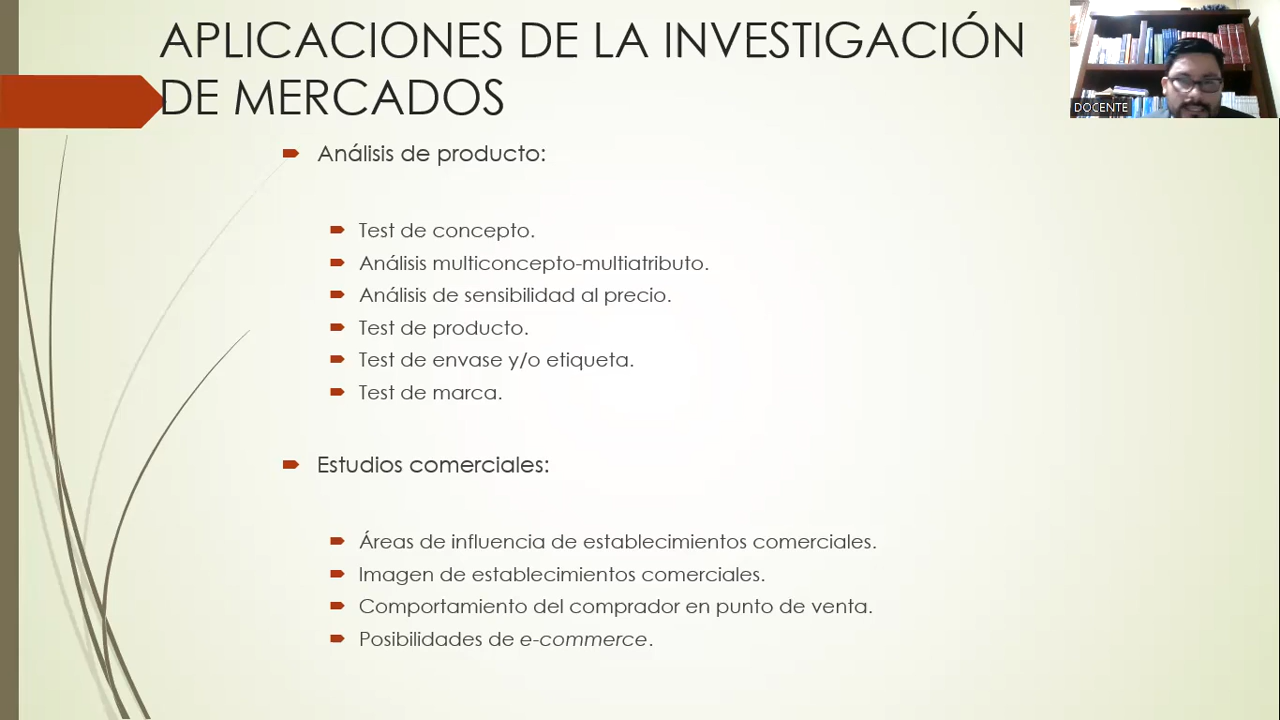 APLICACIONES DE LA INVESTIGACIÓN
DE MERCADOS
DOCENTE
Análisis de producto:
Test de concepto.
Análisis multiconcepto-multiatributo.
Análisis de sensibilidad al precio.
Test de producto.
Test de envase y/o etiqueta.
Test de marca.
Estudios comerciales:
Áreas de influencia de establecimientos comerciales.
Imagen de establecimientos comerciales.
Comportamiento del comprador en punto de venta.
Posibilidades de e-commerce.